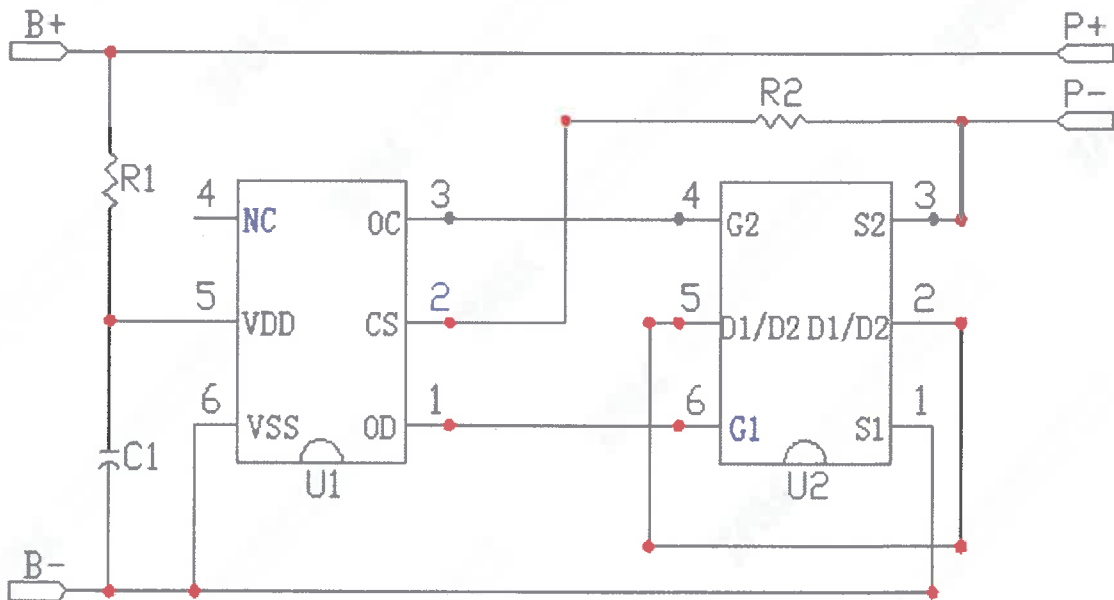 B+
P+
R2
P-
R1
4
NC
OC
3
4
G2
S2
3
5
VDD
CS
2
5
D1/D2
D1/D2
2
6
VSS
OD
1
6
G1
S1
1
C1
U1
U2
B-